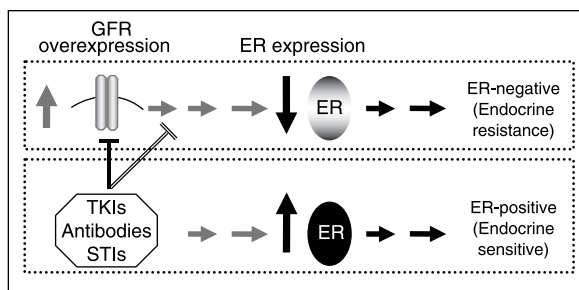 GFR
overexpression
ER expression
ER
ER-negative
(Endocrine
resistance)
TKIs
Antibodies
STIs
ER
ER-positive
(Endocrine
sensitive)